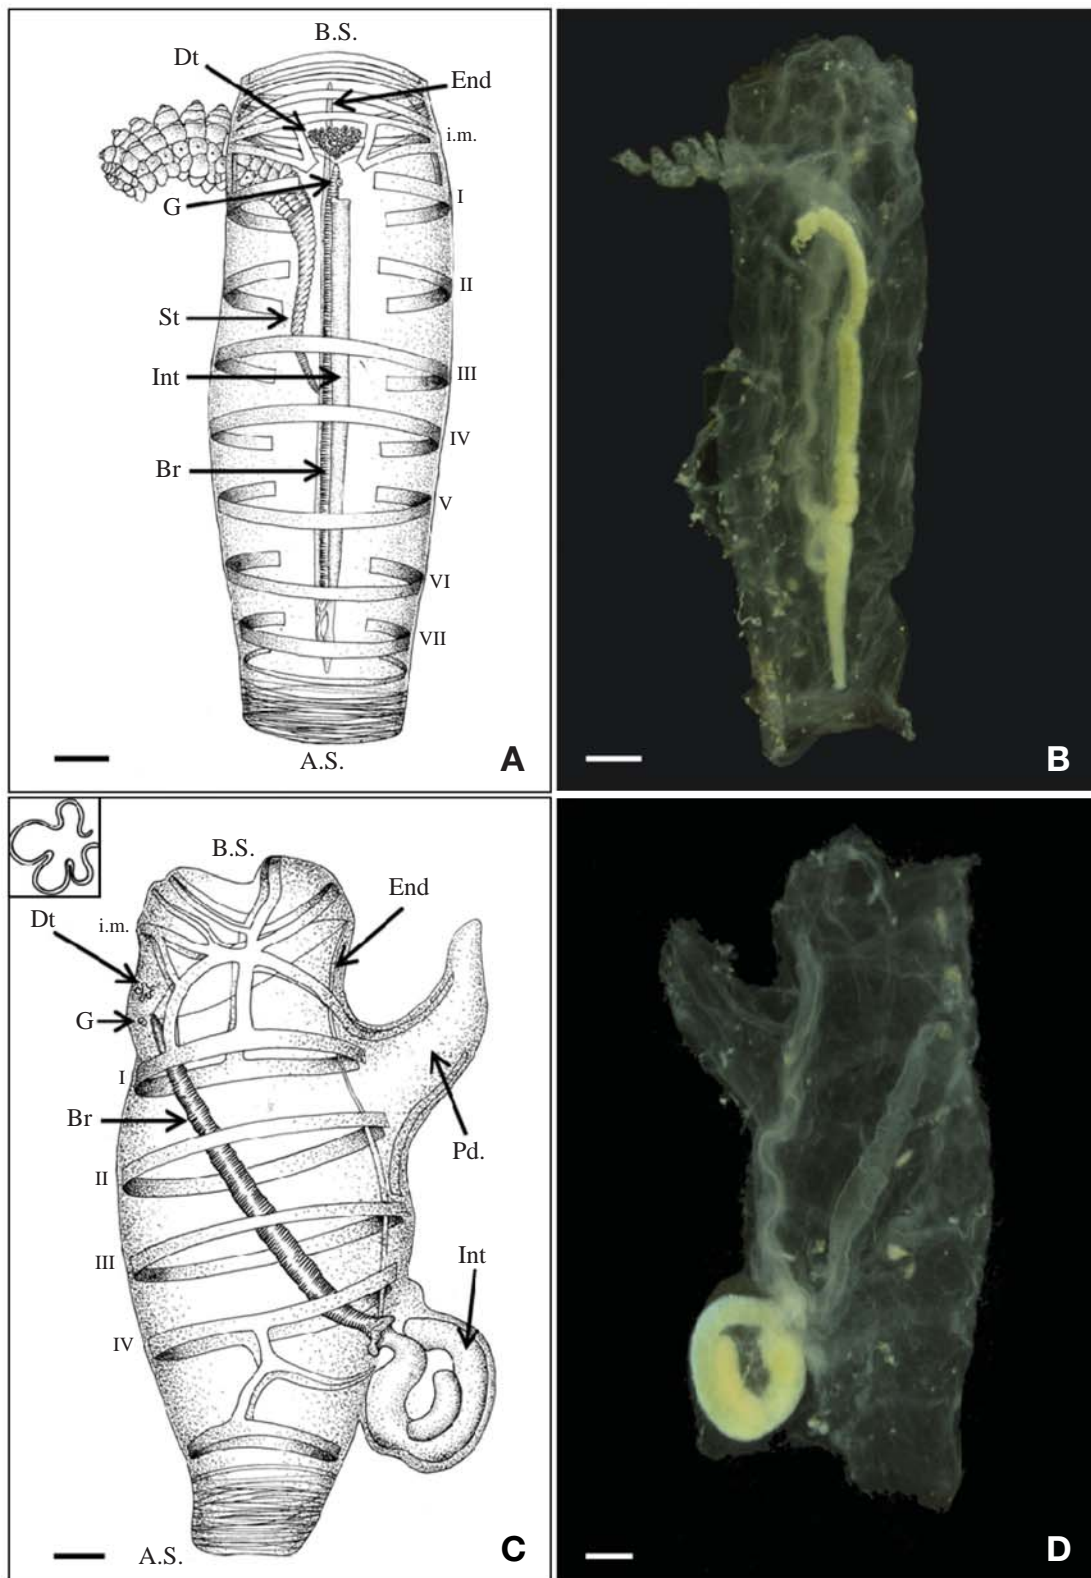 B.S.
Dt
End
i.m.
G
I
II
St
Int
III
IV
Br
V
VI
VII
A.S.
A
B
B.S.
Dt
i.m.
End
G
I
Br
Pd.
II
III
Int
IV
A.S.
C
D